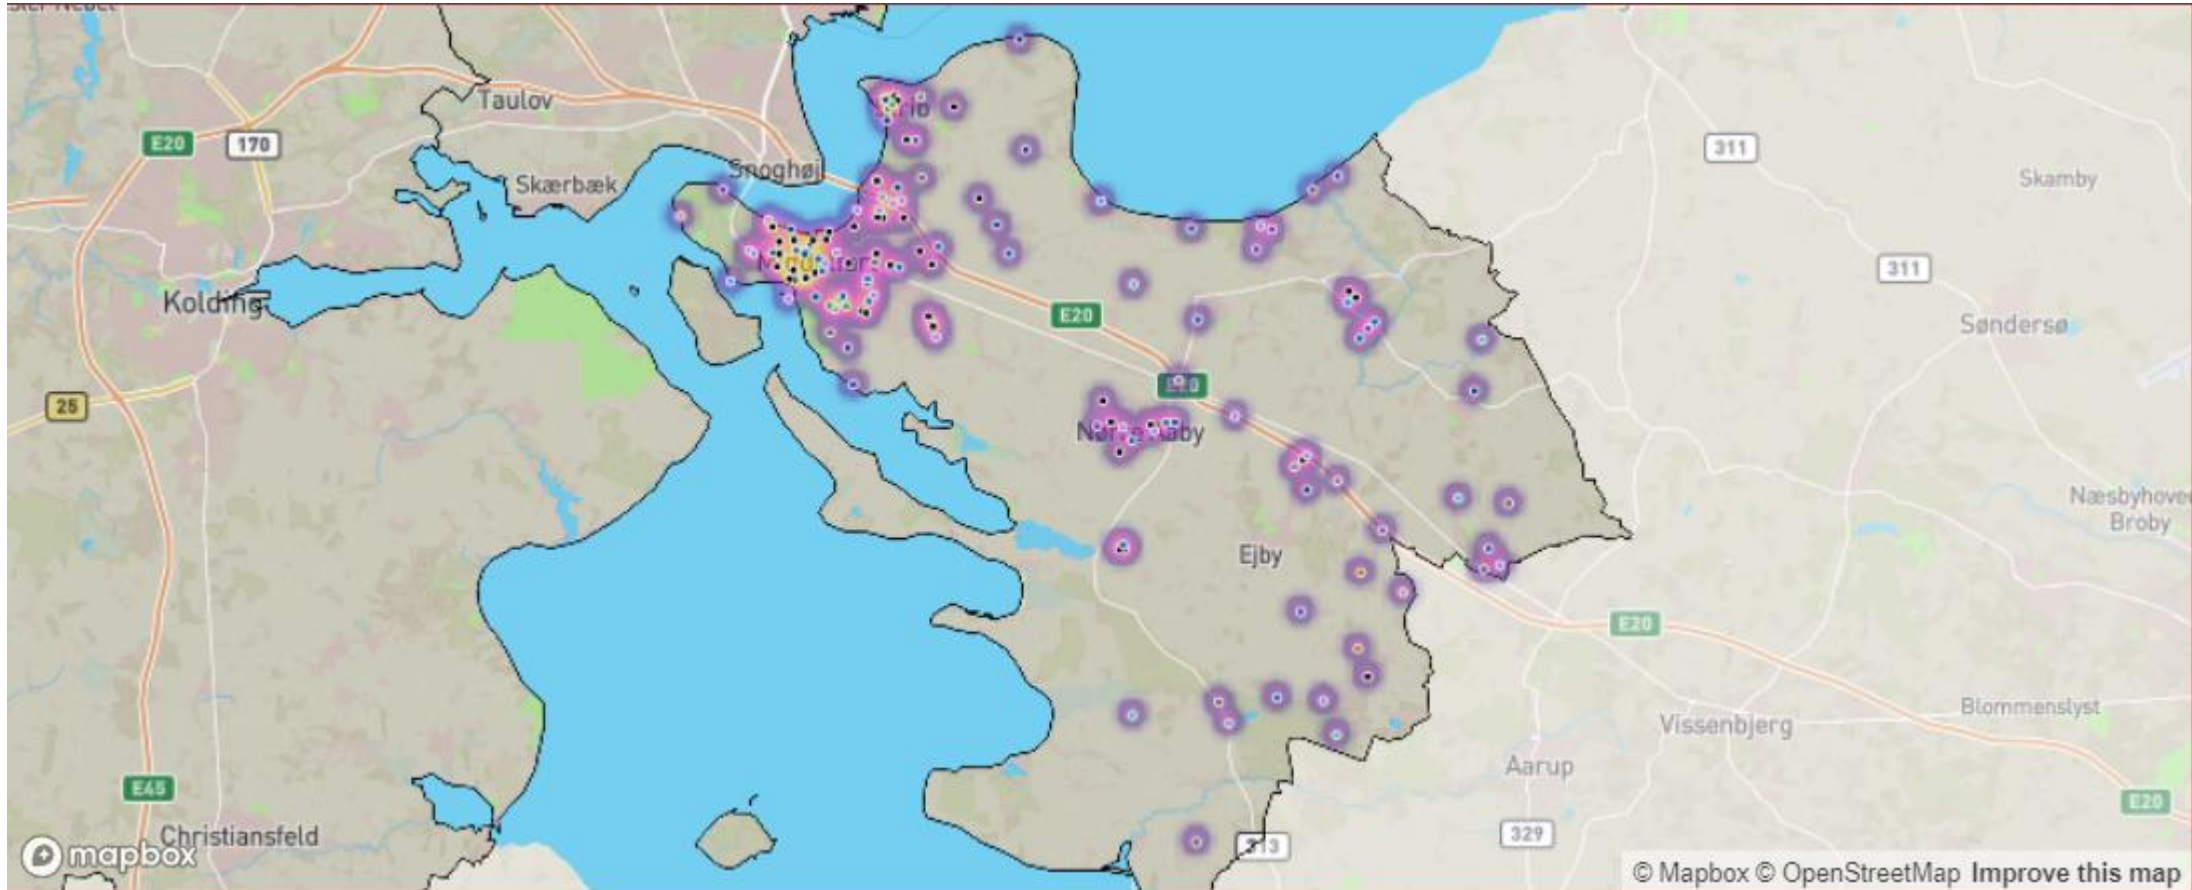 Taulov
E20
170
Snoghøj
Skærbæk
311
Skamby
Kolding
311
E20
Søndersø
25
Næsbyhoved
Broby
Ejby
E20
Vissenbjerg
Blommenslyst
Aarup
E45
E20
Christiansfeld
329
313
mapbox
© Mapbox © OpenStreetMap Improve this map